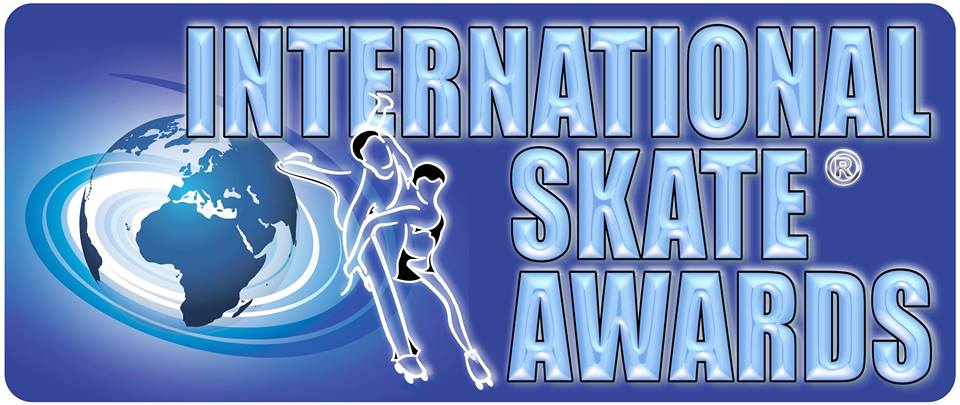 INTERNATIONAL
SKATE ®
AWARDS